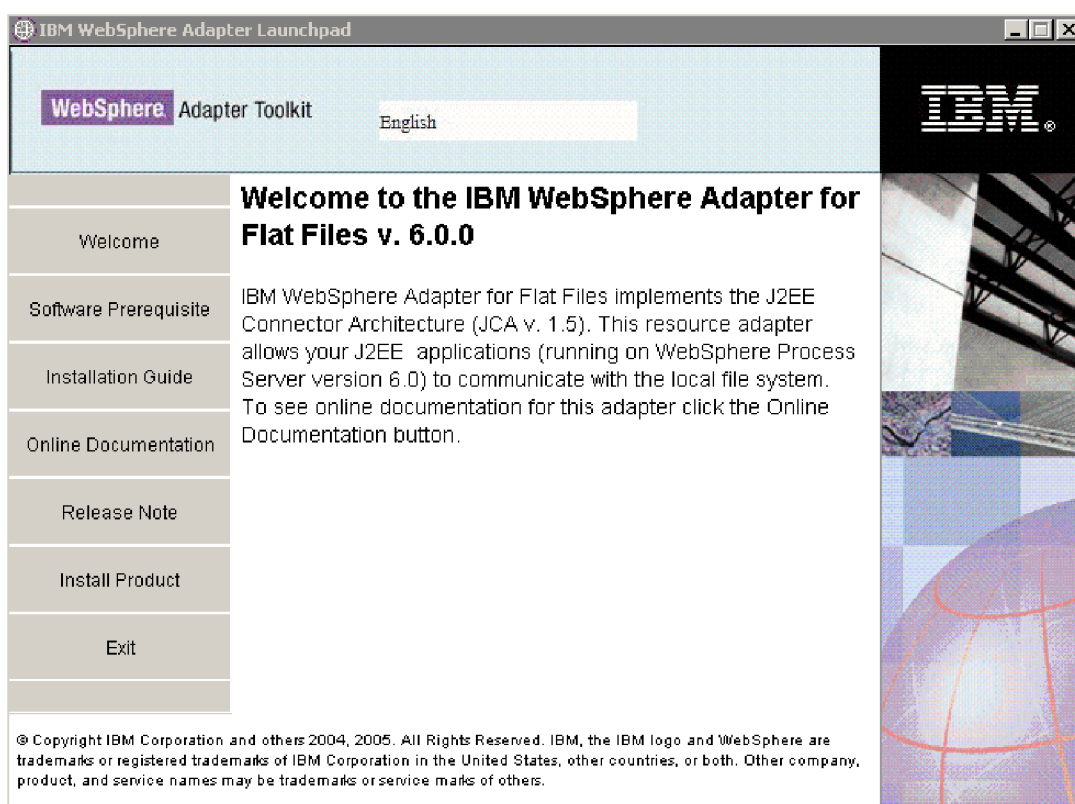 IBM WebSphere Adapter Launchpad
WebSphere. Adapter Toolkit
English
IBM®
Welcome
Software Prerequisite
Installation Guide
Online Documentation
Release Note
Install Product
Exit
Welcome to the IBM WebSphere Adapter for
Flat Files v. 6.0.0
IBM WebSphere Adapter for Flat Files implements the J2EE
Connector Architecture (JCA v. 1.5). This resource adapter
allows your J2EE applications (running on WebSphere Process
Server version 6.0) to communicate with the local file system.
To see online documentation for this adapter click the Online
Documentation button.
© Copyright IBM Corporation and others 2004, 2005. All Rights Reserved. IBM, the IBM logo and WebSphere are
trademarks or registered trademarks of IBM Corporation in the United States, other countries, or both. Other company,
product, and service names may be trademarks or service marks of others.